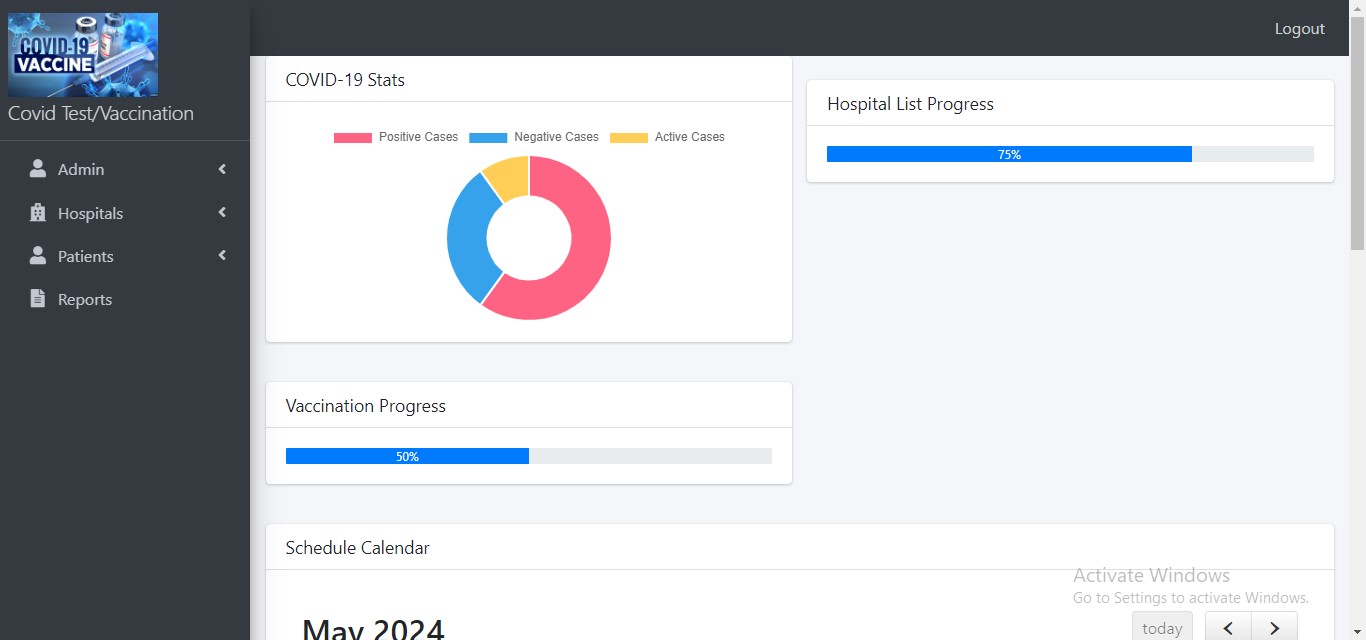 COVID-19
VACCINE
Covid Test/Vaccination
Admin
Hospitals
Patients
Reports
Logout
COVID-19 Stats
Positive Cases Negative Cases Active Cases
Hospital List Progress
75%
Vaccination Progress
50%
Schedule Calendar
May 2024
today
Activate Windows
Go to Settings to activate Windows.